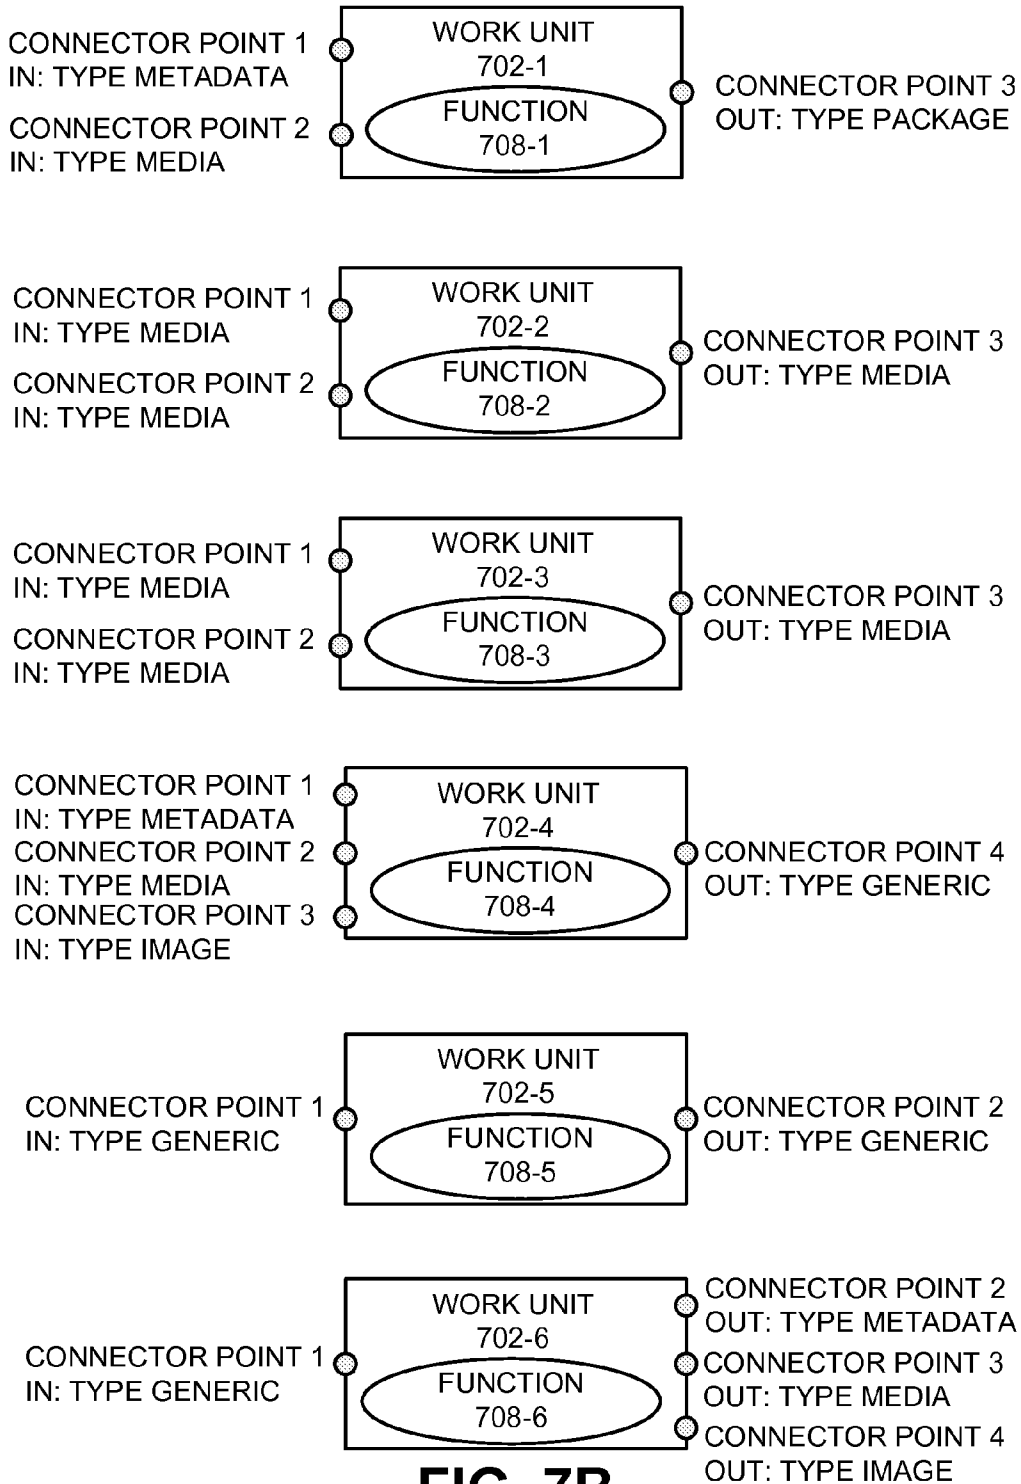 CONNECTOR POINT 1
IN: TYPE METADATA
CONNECTOR POINT 2
IN: TYPE MEDIA
WORK UNIT
702-1
FUNCTION
708-1
CONNECTOR POINT 3
OUT: TYPE PACKAGE
CONNECTOR POINT 1
IN: TYPE MEDIA
CONNECTOR POINT 2
IN: TYPE MEDIA
WORK UNIT
702-2
FUNCTION
708-2
CONNECTOR POINT 3
OUT: TYPE MEDIA
CONNECTOR POINT 1
IN: TYPE MEDIA
CONNECTOR POINT 2
IN: TYPE MEDIA
WORK UNIT
702-3
FUNCTION
708-3
CONNECTOR POINT 3
OUT: TYPE MEDIA
CONNECTOR POINT 1
IN: TYPE METADATA
CONNECTOR POINT 2
IN: TYPE MEDIA
CONNECTOR POINT 3
IN: TYPE IMAGE
WORK UNIT
702-4
FUNCTION
708-4
CONNECTOR POINT 4
OUT: TYPE GENERIC
CONNECTOR POINT 1
IN: TYPE GENERIC
WORK UNIT
702-5
FUNCTION
708-5
CONNECTOR POINT 2
OUT: TYPE GENERIC
CONNECTOR POINT 1
IN: TYPE GENERIC
WORK UNIT
702-6
FUNCTION
708-6
CONNECTOR POINT 2
OUT: TYPE METADATA
CONNECTOR POINT 3
OUT: TYPE MEDIA
CONNECTOR POINT 4
OUT: TYPE IMAGE
FIG. 7B